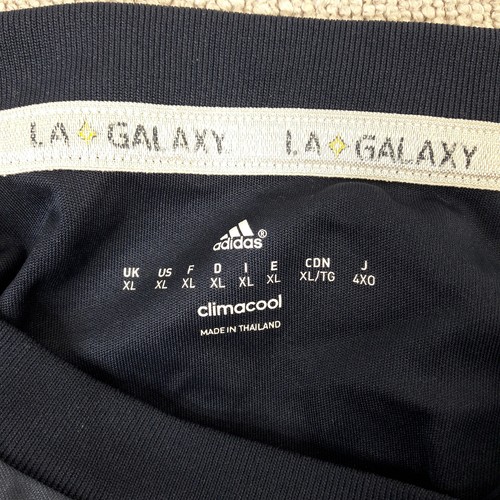 LA GALAXY LA GALAXY
adidas®
UK US F D I E CDN J
XL XL XL XL XL XL XL/TG 4XO
climacool
MADE IN THAILAND